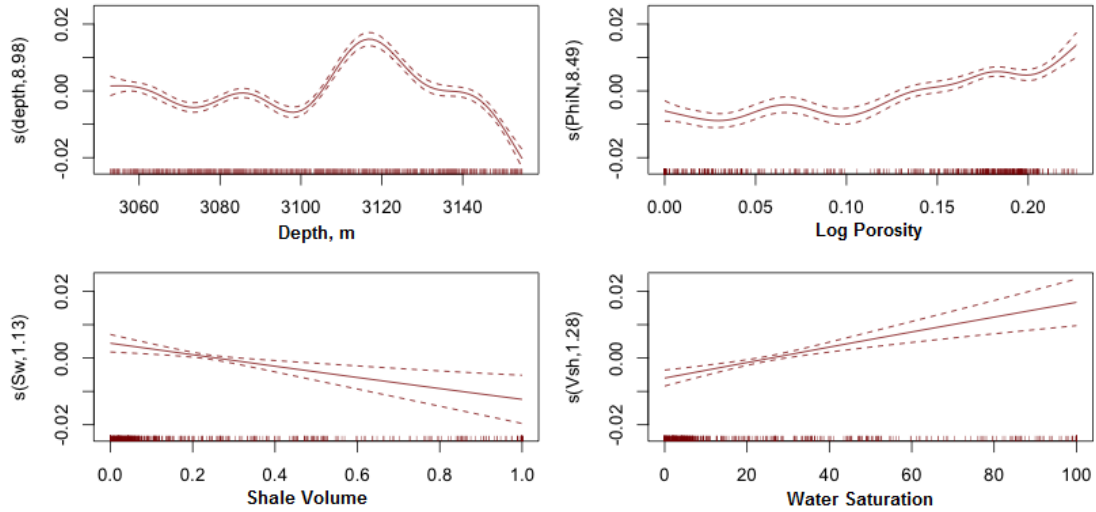 s(depth,8.98)
0.02
0.00
-0.02
3060 3080 3100 3120 3140
Depth, m
s(PhiN,8.49)
0.02
0.00
-0.02
0.00 0.05 0.10 0.15 0.20
Log Porosity
s(Sw,1.13)
0.02
0.00
-0.02
0.0 0.2 0.4 0.6 0.8 1.0
Shale Volume
s(Vsh,1.28)
0.02
0.00
-0.02
0 20 40 60 80 100
Water Saturation